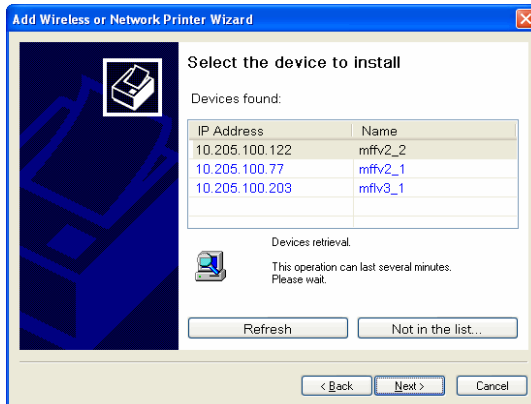 Add Wireless or Network Printer Wizard
Select the device to install
Devices found:
IP Address Name
10.205.100.122 mffv2_2
10.205.100.77 mffv2_1
10.205.100.203 mflv3_1
Devices retrieval.
This operation can last several minutes.
Please wait.
Refresh Not in the list...
< Back Next > Cancel